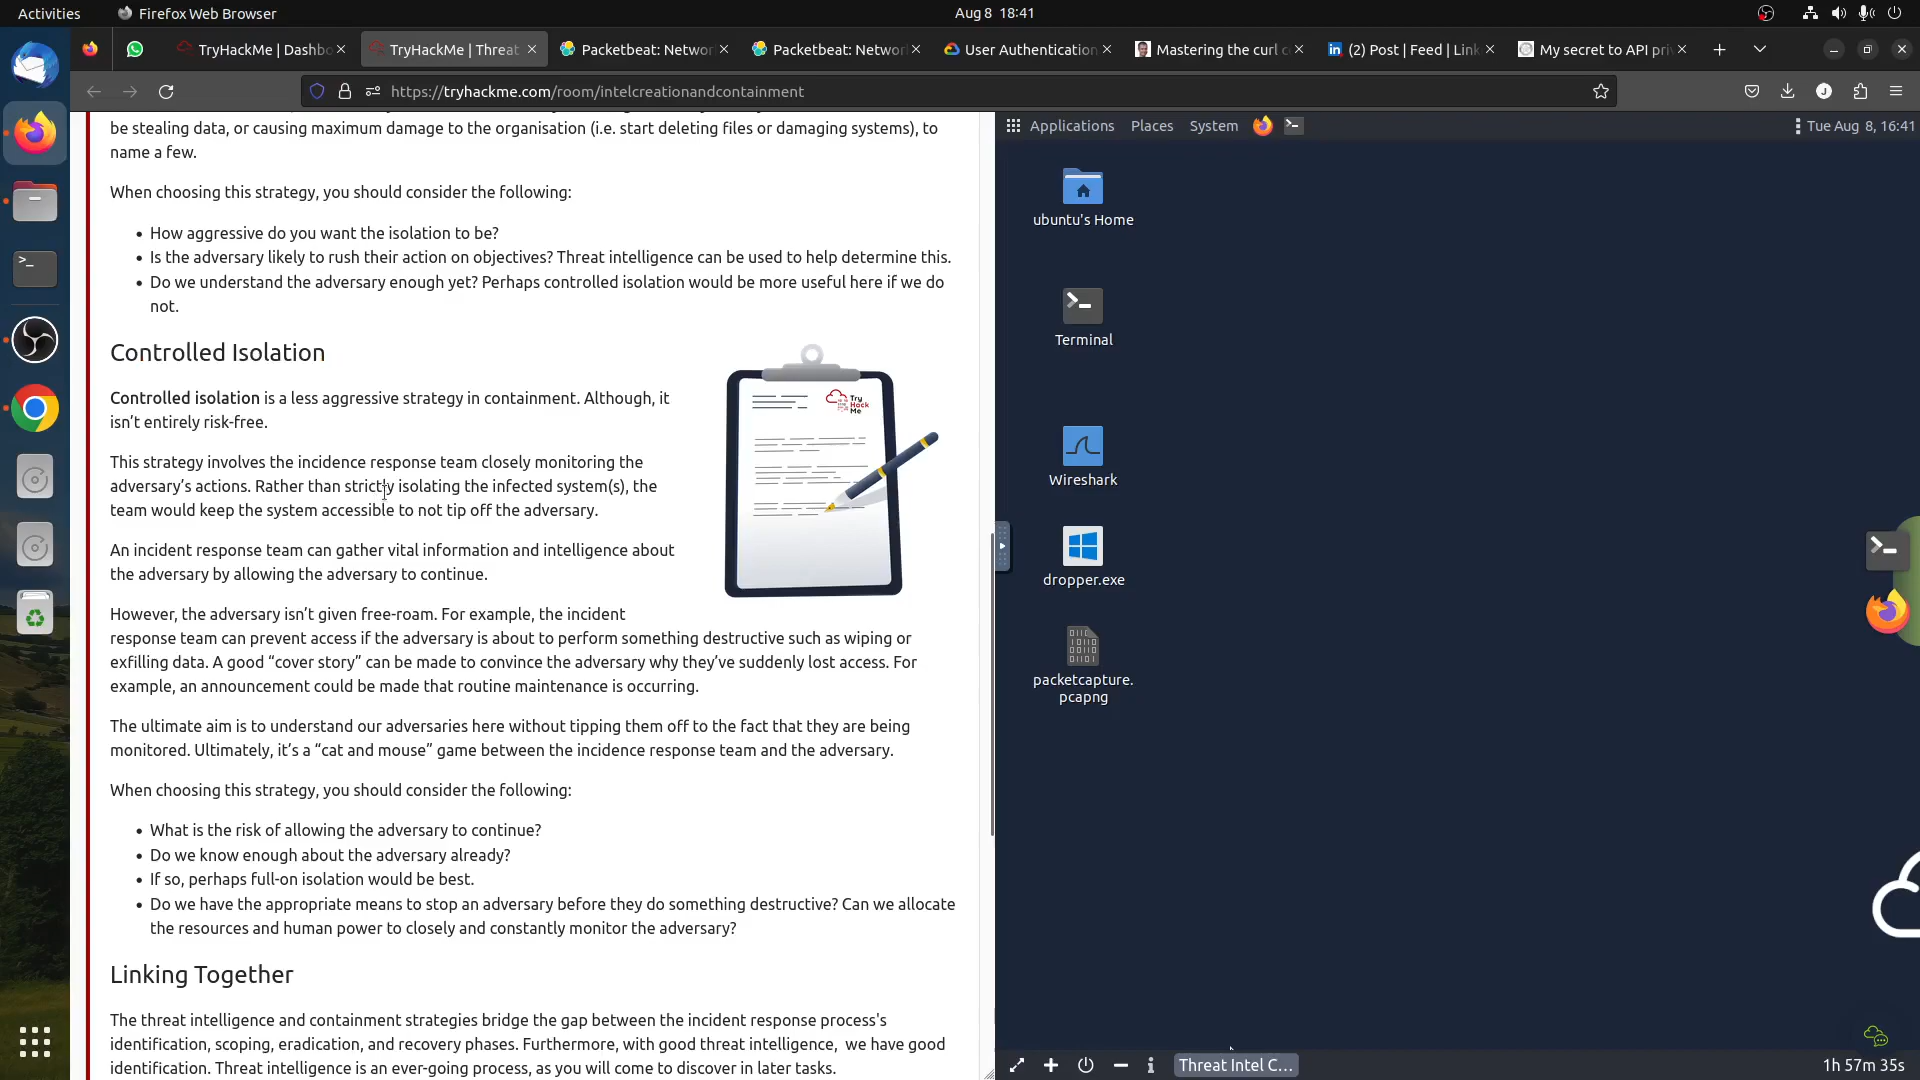 Activities
Firefox Web Browser
Aug 8 18:41
TryHackMe | Dashbo
TryHackMe | Threat
Packetbeat: Networ
Packetbeat: Networ
User Authentication
Mastering the curl c
(2) Post | Feed | Link
My secret to API pri
https://tryhackme.com/room/intelcreationandcontainment
be stealing data, or causing maximum damage to the organisation (i.e. start deleting files or damaging systems), to
name a few.
When choosing this strategy, you should consider the following:
• How aggressive do you want the isolation to be?
• Is the adversary likely to rush their action on objectives? Threat intelligence can be used to help determine this.
• Do we understand the adversary enough yet? Perhaps controlled isolation would be more useful here if we do
not.
Controlled Isolation
Controlled isolation is a less aggressive strategy in containment. Although, it
isn’t entirely risk-free.
This strategy involves the incidence response team closely monitoring the
adversary’s actions. Rather than strictly isolating the infected system(s), the
team would keep the system accessible to not tip off the adversary.
An incident response team can gather vital information and intelligence about
the adversary by allowing the adversary to continue.
However, the adversary isn’t given free-roam. For example, the incident
response team can prevent access if the adversary is about to perform something destructive such as wiping or
exfilling data. A good “cover story” can be made to convince the adversary why they’ve suddenly lost access. For
example, an announcement could be made that routine maintenance is occurring.
The ultimate aim is to understand our adversaries here without tipping them off to the fact that they are being
monitored. Ultimately, it’s a “cat and mouse” game between the incidence response team and the adversary.
When choosing this strategy, you should consider the following:
• What is the risk of allowing the adversary to continue?
• Do we know enough about the adversary already?
• If so, perhaps full-on isolation would be best.
• Do we have the appropriate means to stop an adversary before they do something destructive? Can we allocate
the resources and human power to closely and constantly monitor the adversary?
Linking Together
The threat intelligence and containment strategies bridge the gap between the incident response process's
identification, scoping, eradication, and recovery phases. Furthermore, with good threat intelligence, we have good
identification. Threat intelligence is an ever-going process, as you will come to discover in later tasks.
Try
Hack
Me
Applications
Places
System
Tue Aug 8, 16:41
ubuntu's Home
Terminal
Wireshark
dropper.exe
packetcapture.
pcapng
Threat Intel C...
1h 57m 35s